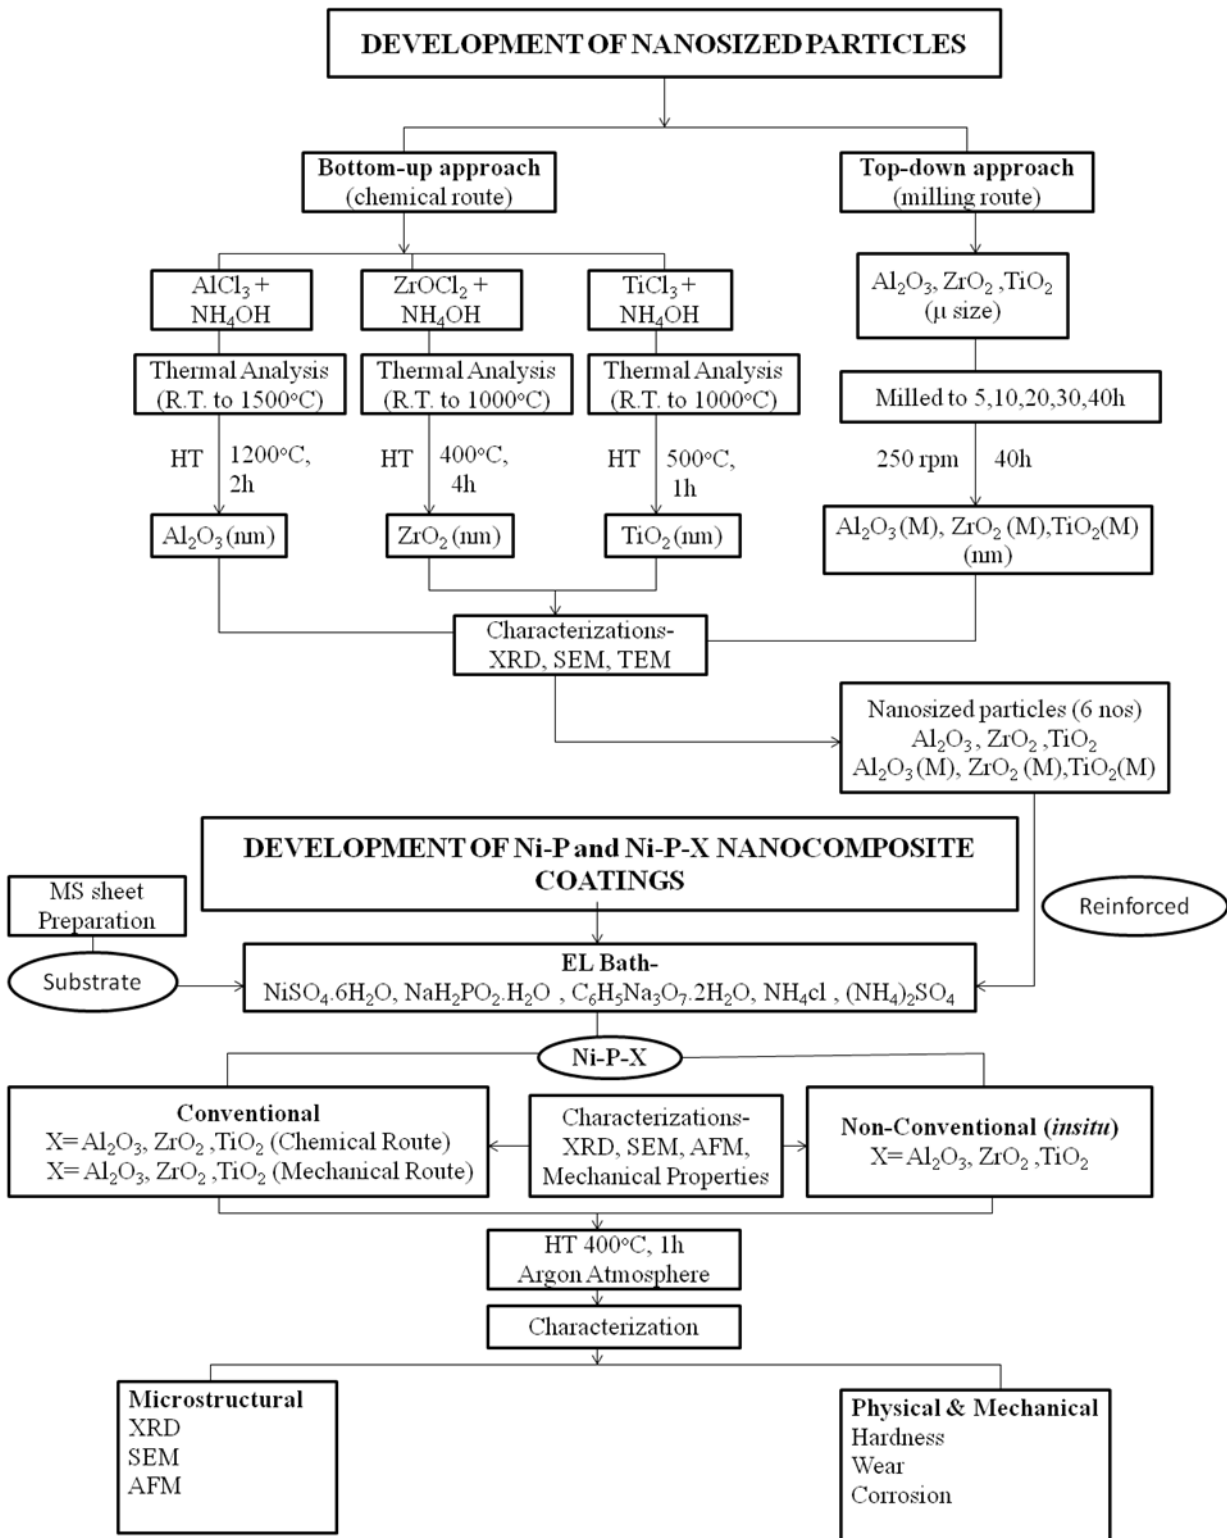 DEVELOPMENT OF NANOSIZED PARTICLES
Bottom-up approach
(chemical route)
Top-down approach
(milling route)
AlCl₃ +
NH₄OH
ZrOCl₂ +
NH₄OH
TiCl₃ +
NH₄OH
Al₂O₃, ZrO₂ ,TiO₂
(μ size)
Thermal Analysis
(R.T. to 1500°C)
Thermal Analysis
(R.T. to 1000°C)
Thermal Analysis
(R.T. to 1000°C)
Milled to 5,10,20,30,40h
HT 1200°C,
2h
HT 400°C,
4h
HT 500°C,
1h
250 rpm 40h
Al₂O₃ (nm)
ZrO₂ (nm)
TiO₂ (nm)
Al₂O₃ (M), ZrO₂ (M),TiO₂(M)
(nm)
Characterizations-
XRD, SEM, TEM
Nanosized particles (6 nos)
Al₂O₃, ZrO₂ ,TiO₂
Al₂O₃ (M), ZrO₂ (M),TiO₂(M)
DEVELOPMENT OF Ni-P and Ni-P-X NANOCOMPOSITE
COATINGS
MS sheet
Preparation
Reinforced
Substrate
EL Bath-
NiSO₄.6H₂O, NaH₂PO₂.H₂O , C₆H₅Na₃O₇.2H₂O, NH₄cl , (NH₄)₂SO₄
Ni-P-X
Conventional
X= Al₂O₃, ZrO₂ ,TiO₂ (Chemical Route)
X= Al₂O₃, ZrO₂ ,TiO₂ (Mechanical Route)
Characterizations-
XRD, SEM, AFM,
Mechanical Properties
Non-Conventional (insitu)
X= Al₂O₃, ZrO₂ ,TiO₂
HT 400°C, 1h
Argon Atmosphere
Characterization
Microstructural
XRD
SEM
AFM
Physical & Mechanical
Hardness
Wear
Corrosion